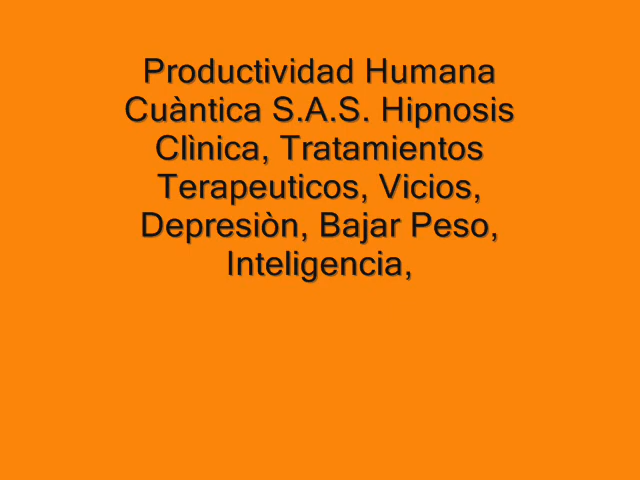 Productividad Humana
Cuàntica S.A.S. Hipnosis
Clìnica, Tratamientos
Terapeuticos, Vicios,
Depresiòn, Bajar Peso,
Inteligencia,